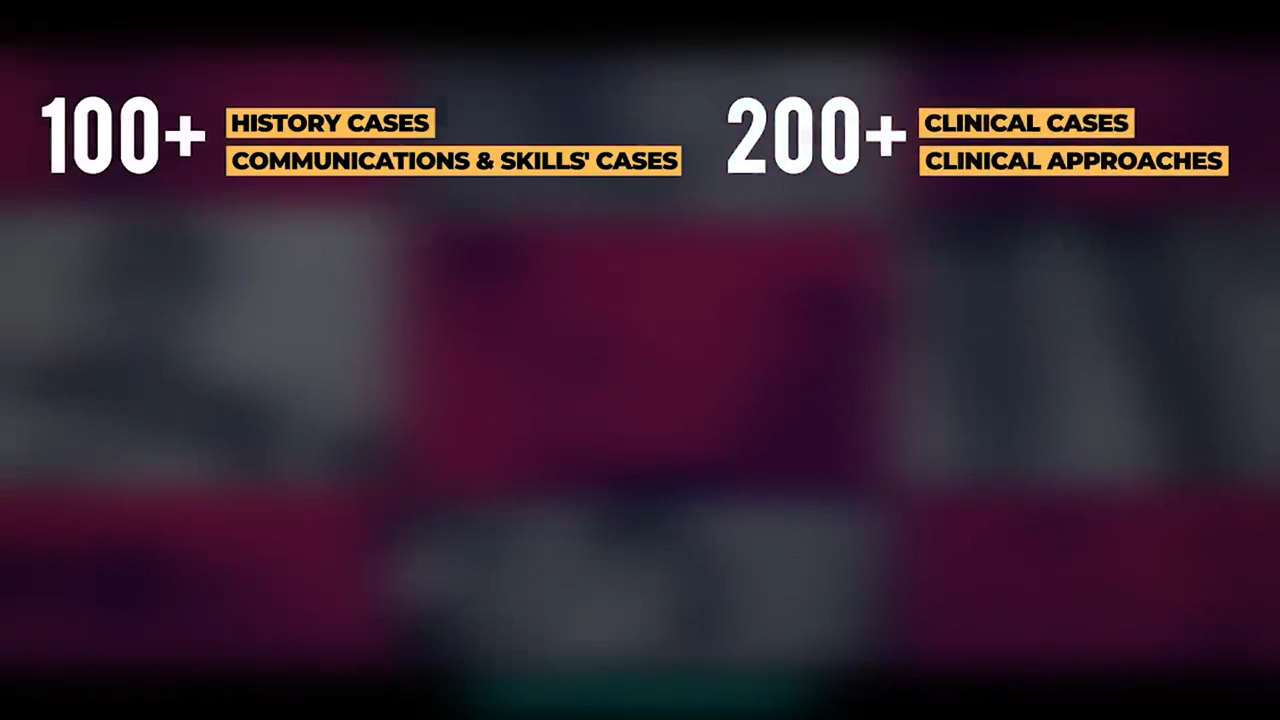 100+
HISTORY CASES
COMMUNICATIONS & SKILLS' CASES
200+
CLINICAL CASES
CLINICAL APPROACHES